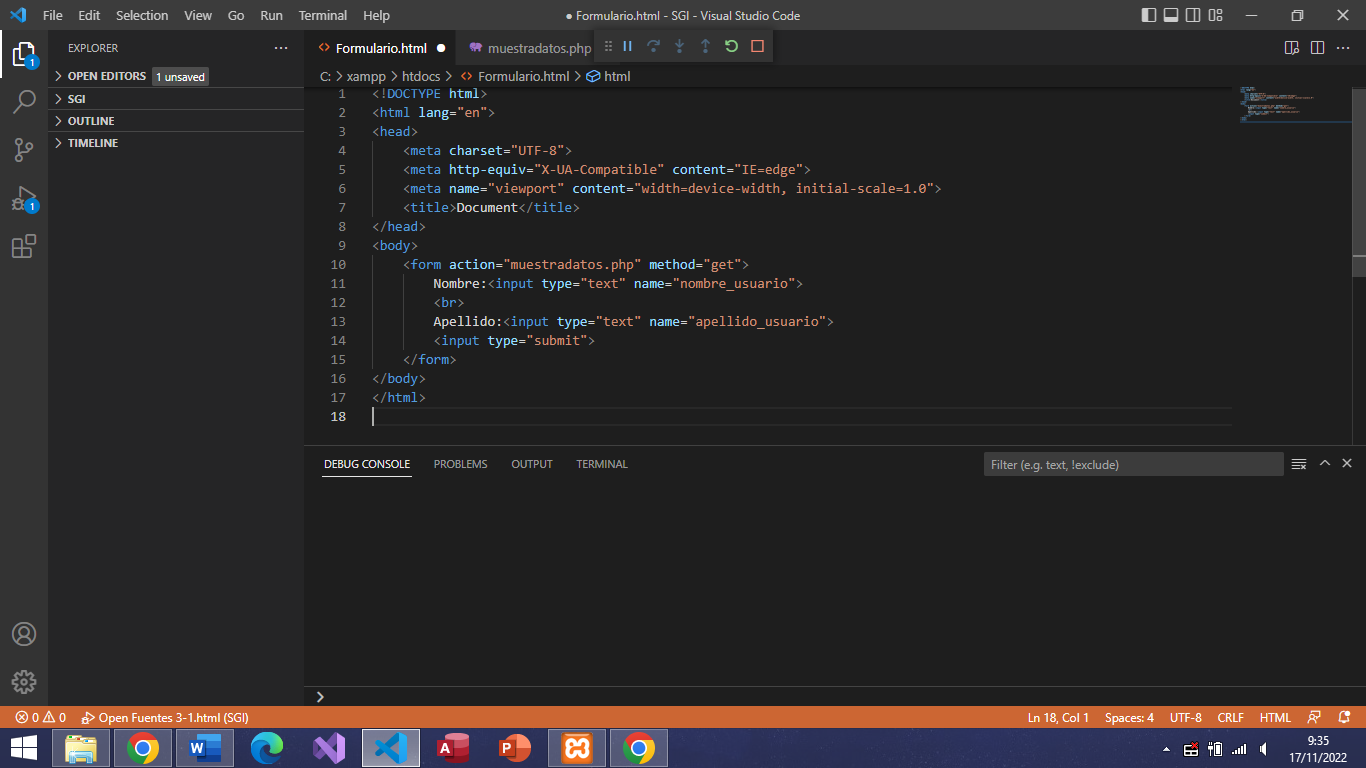 File Edit Selection View Go Run Terminal Help
● Formulario.html - SGI - Visual Studio Code
EXPLORER
OPEN EDITORS 1 unsaved
SGI
OUTLINE
TIMELINE
1
1
Formulario.html
muestradatos.php
C: > xampp > htdocs > Formulario.html > html
1 <!DOCTYPE html>
2 <html lang="en">
3 <head>
4 <meta charset="UTF-8">
5 <meta http-equiv="X-UA-Compatible" content="IE=edge">
6 <meta name="viewport" content="width=device-width, initial-scale=1.0">
7 <title>Document</title>
8 </head>
9 <body>
10 <form action="muestradatos.php" method="get">
11 Nombre:<input type="text" name="nombre_usuario">
12 <br>
13 Apellido:<input type="text" name="apellido_usuario">
14 <input type="submit">
15 </form>
16 </body>
17 </html>
18
DEBUG CONSOLE PROBLEMS OUTPUT TERMINAL
Filter (e.g. text, !exclude)
0 0 Open Fuentes 3-1.html (SGI)
Ln 18, Col 1 Spaces: 4 UTF-8 CRLF HTML
9:35
17/11/2022